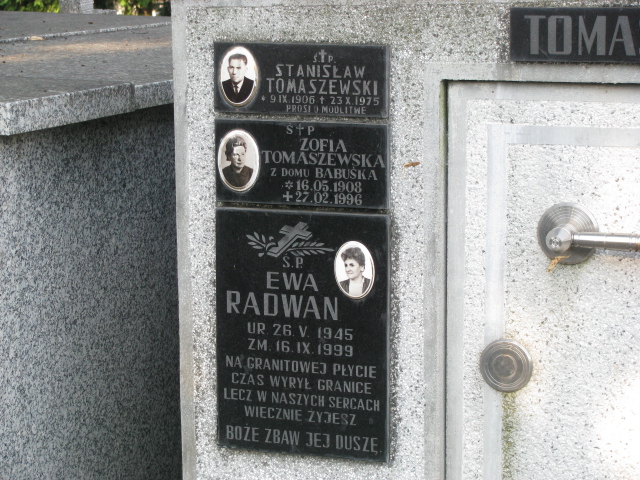 Ś†P.
STANISŁAW
TOMASZEWSKI
* 9 IX 1906 † 23 X 1975
PROSI O MODLITWĘ
Ś†P
ZOFIA
TOMASZEWSKA
Z DOMU BABUŚKA
* 16.05.1908
† 27.02.1996
Ś.P.
EWA
RADWAN
UR. 26. V. 1945
ZM. 16. IX. 1999
NA GRANITOWEJ PŁYCIE
CZAS WYRYŁ GRANICE
LECZ W NASZYCH SERCACH
WIECZNIE ŻYJESZ
BOŻE ZBAW JEJ DUSZĘ
TOMA